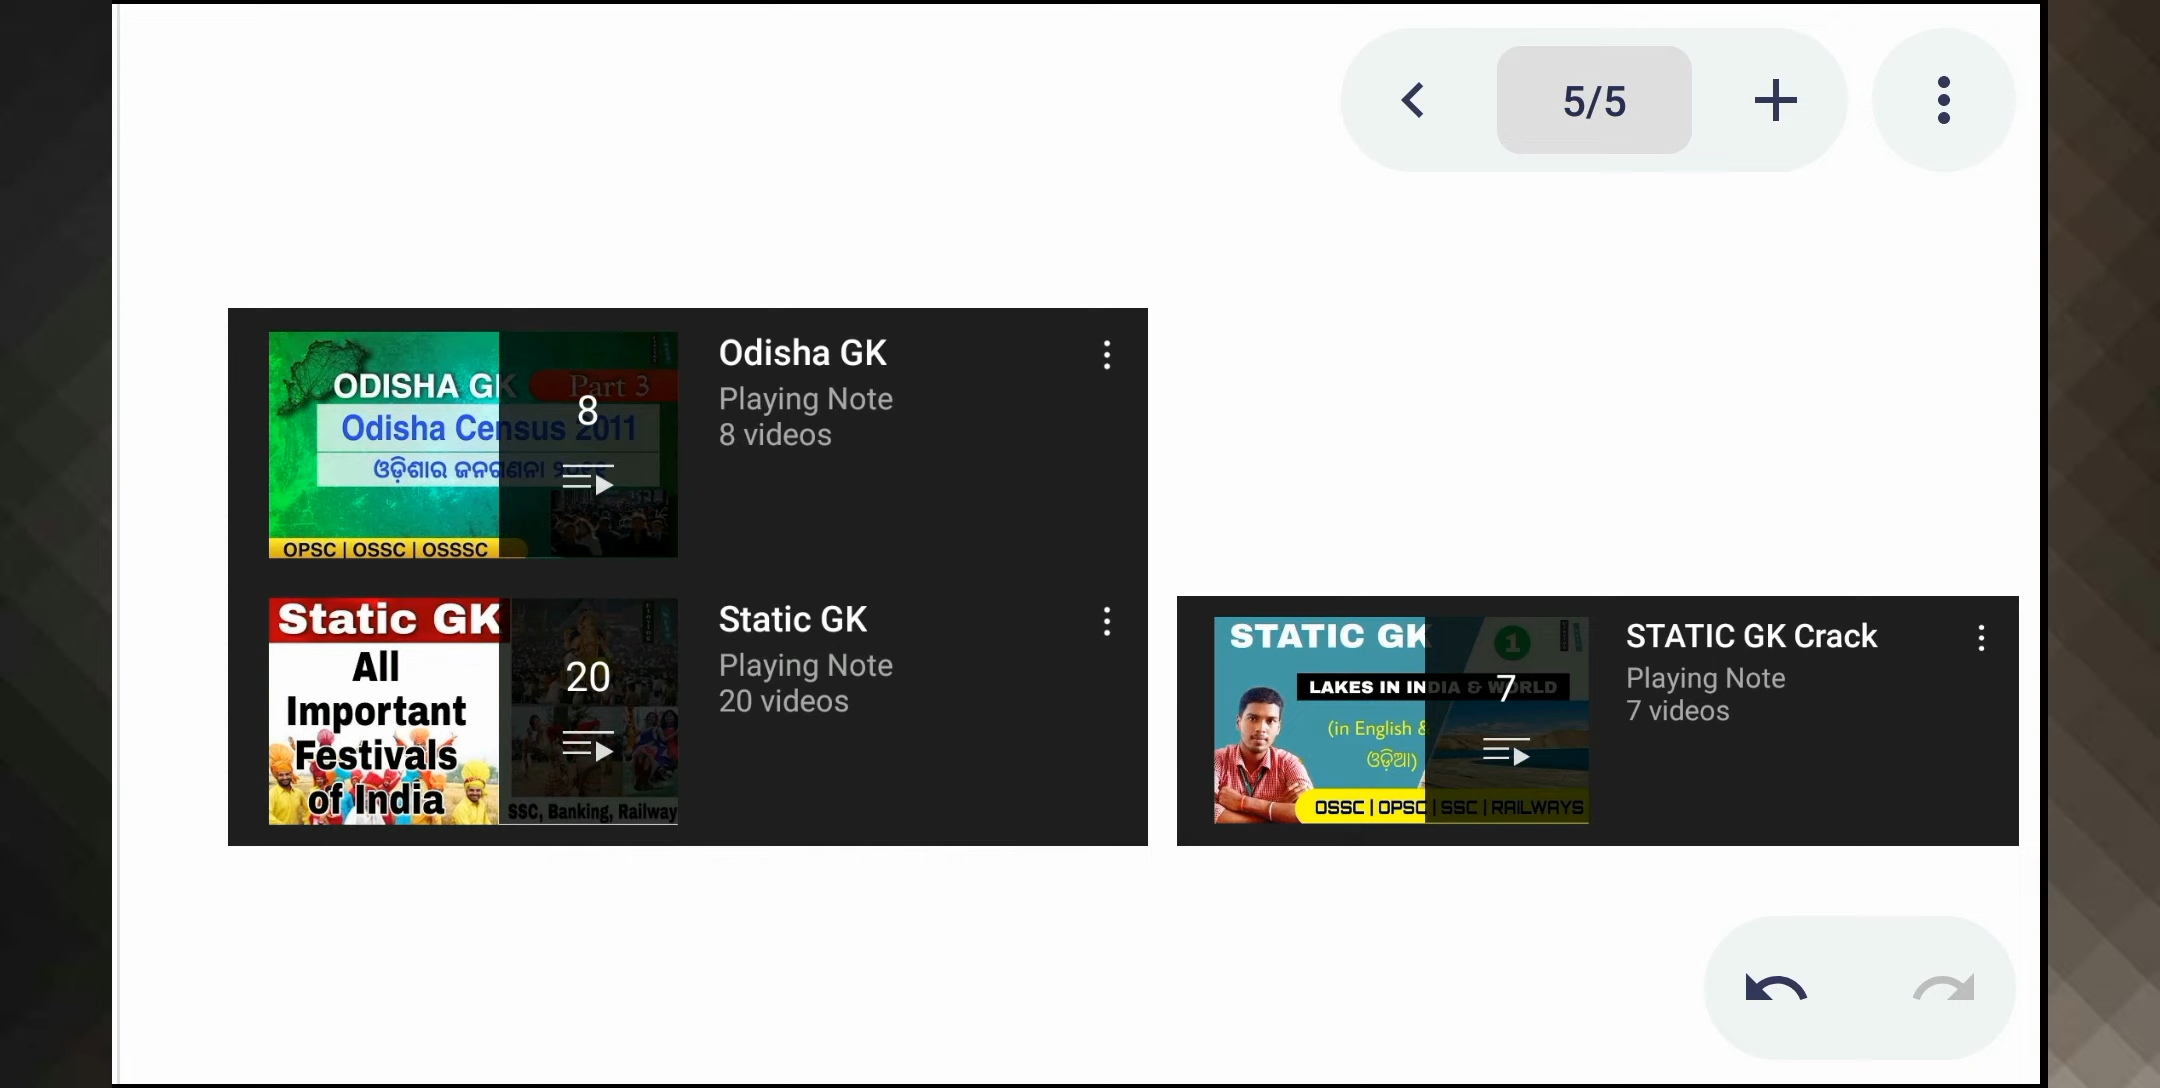 5/5
ODISHA GK Part 3
Odisha Census 2011
ଓଡ଼ିଶାର ଜନଗଣନା ୨୦୧୧
OPSC | OSSC | OSSSC
8
Odisha GK
Playing Note
8 videos
Static GK
All
Important
Festivals
of India
SSC, Banking, Railway
20
Static GK
Playing Note
20 videos
STATIC GK 1
LAKES IN INDIA & WORLD
(in English &
ଓଡ଼ିଆ)
OSSC | OPSC | SSC | RAILWAYS
7
STATIC GK Crack
Playing Note
7 videos